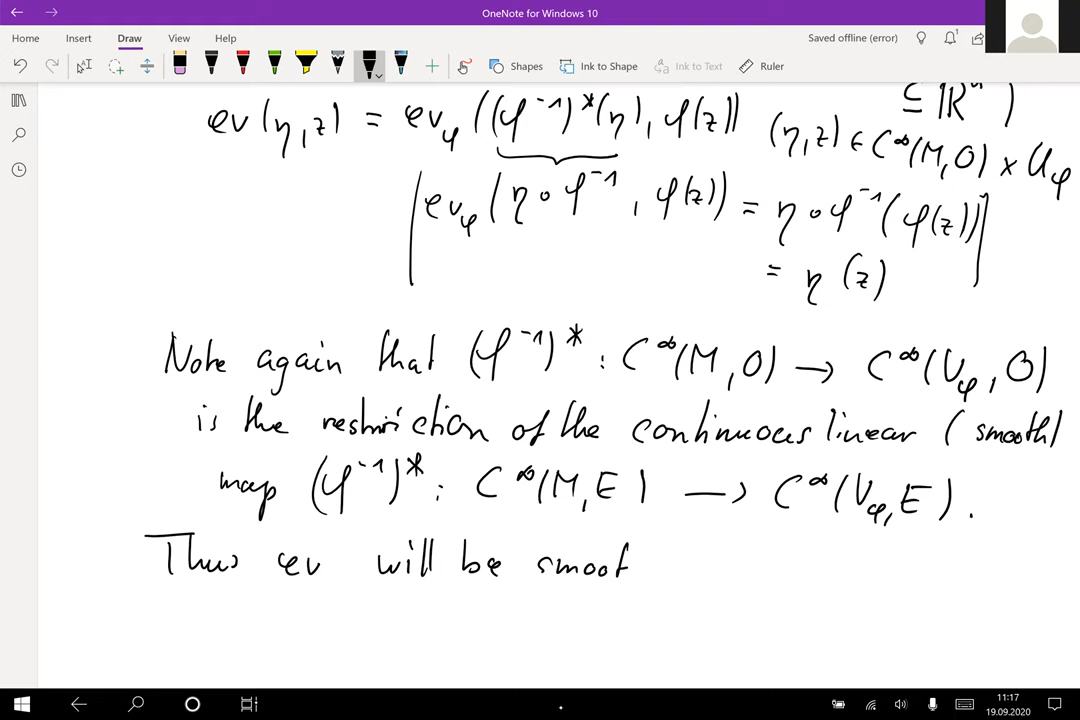 OneNote for Windows 10
Home Insert Draw View Help
Saved offline (error)
Shapes Ink to Shape Ink to Text Ruler
⊆ ℝⁿ )
ev(η,z) = ev_φ((φ⁻¹)*(η), φ(z)) (η,z) ∈ C^∞(M,O) × U_φ
(ev_φ(η∘φ⁻¹, φ(z)) = η∘φ⁻¹(φ(z))
= η(z))
Note again that (φ⁻¹)* : C^∞(M,O) → C^∞(V_φ,O)
is the restriction of the continuous linear (smooth)
map (φ⁻¹)* : C^∞(M,E) → C^∞(V_φ,E).
Thus ev will be smoot
11:17
19.09.2020